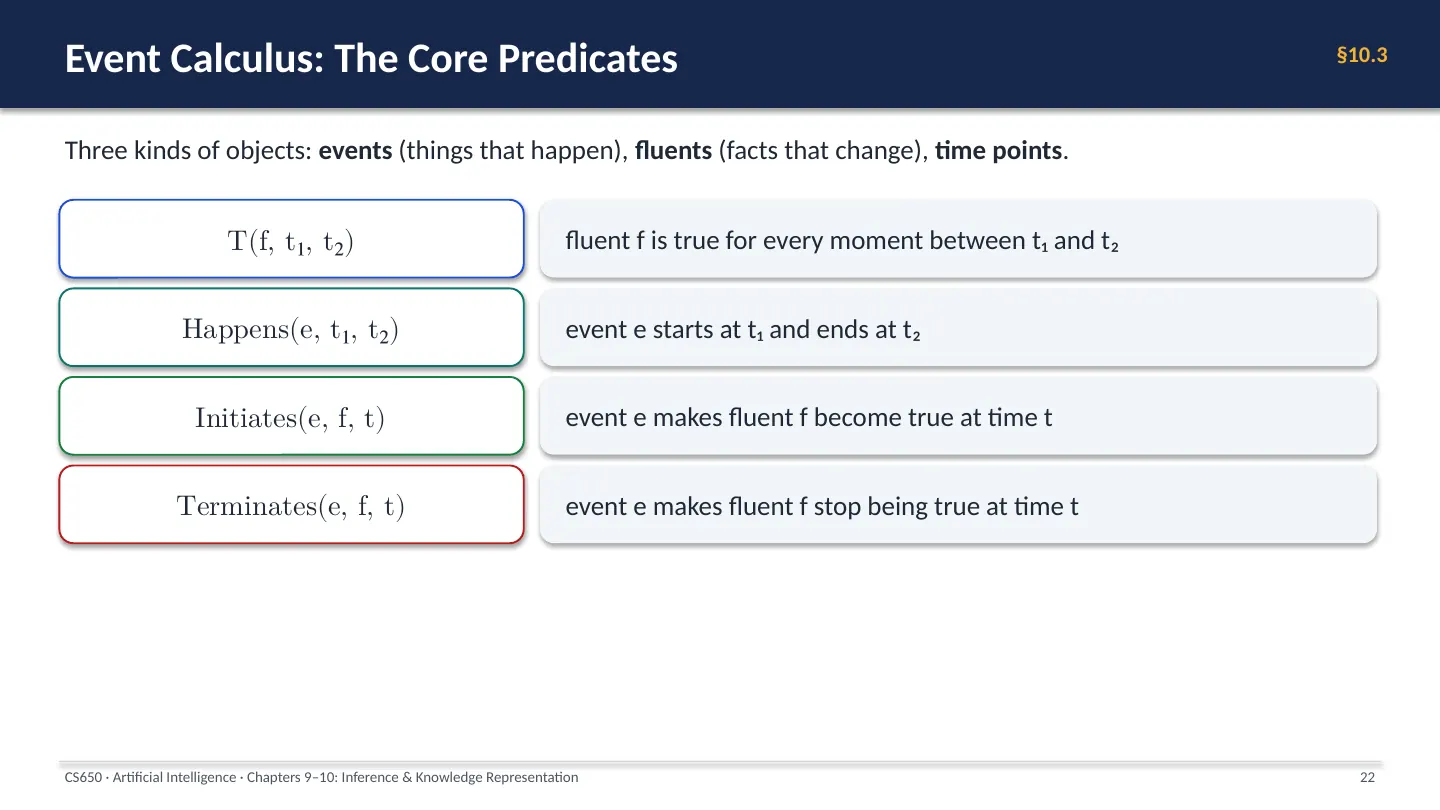 Event Calculus: The Core Predicates
§10.3
Three kinds of objects: events (things that happen), fluents (facts that change), time points.
T(f, t₁, t₂)
fluent f is true for every moment between t₁ and t₂
Happens(e, t₁, t₂)
event e starts at t₁ and ends at t₂
Initiates(e, f, t)
event e makes fluent f become true at time t
Terminates(e, f, t)
event e makes fluent f stop being true at time t
CS650 · Artificial Intelligence · Chapters 9–10: Inference & Knowledge Representation
22